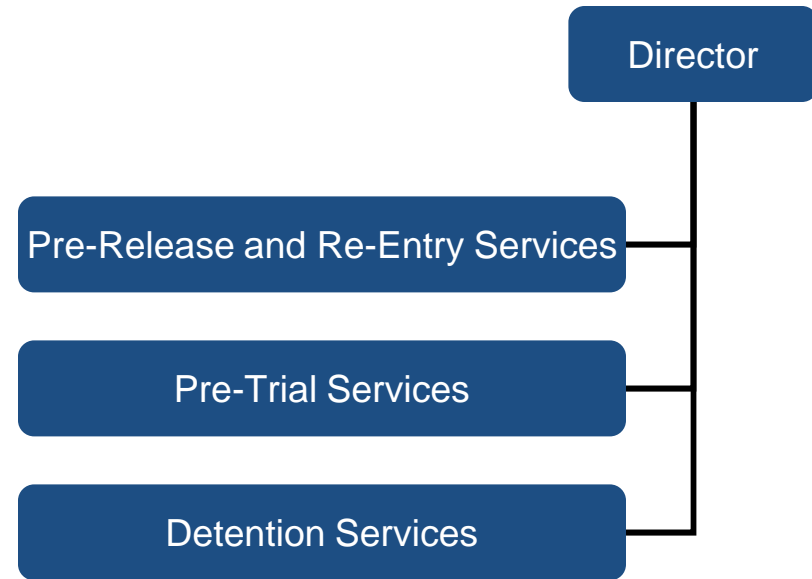 Director
Pre-Release and Re-Entry Services
Pre-Trial Services
Detention Services